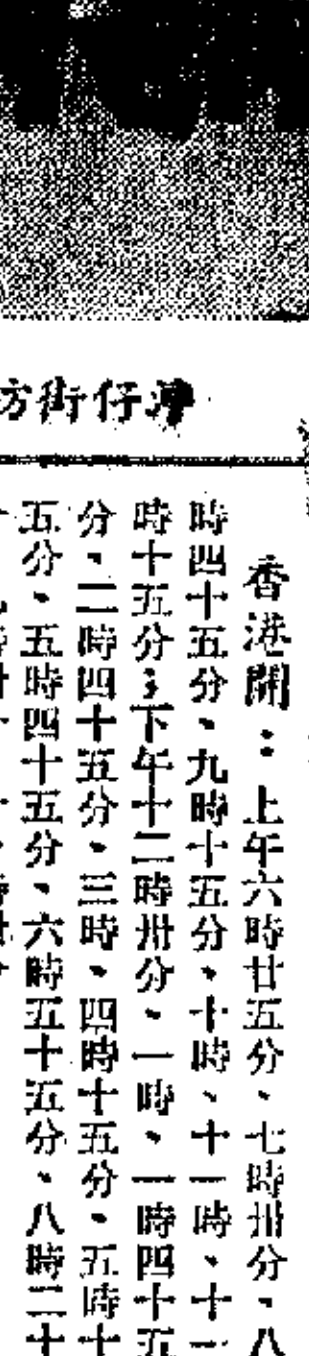 灣仔街坊
香港開：上午六時廿五分、七時卅分、八
時四十五分、九時十五分、十時、十一時、十一
時十五分；下午十二時卅分、一時、一時四十五
分、二時四十五分、三時、四時十五分、五時十
五分、五時四十五分、六時五十五分、八時二十